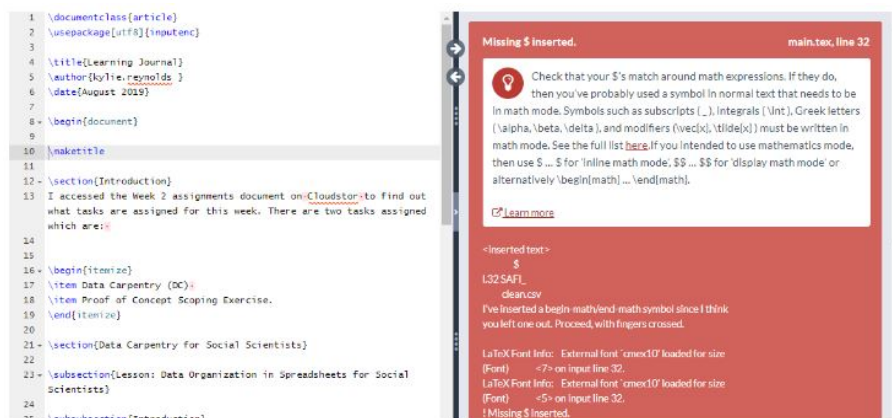 1 \documentclass{article}
2 \usepackage[utf8]{inputenc}
3
4 \title{Learning Journal}
5 \author{kylie.reynolds }
6 \date{August 2019}
7
8 \begin{document}
9
10 \maketitle
11
12 \section{Introduction}
13 I accessed the Week 2 assignments document on Cloudstor to find out
what tasks are assigned for this week. There are two tasks assigned
which are:
14
15
16 \begin{itemize}
17 \item Data Carpentry (DC)
18 \item Proof of Concept Scoping Exercise.
19 \end{itemize}
20
21 \section{Data Carpentry for Social Scientists}
22
23 \subsection{Lesson: Data Organization in Spreadsheets for Social
Scientists}
24
25 \subsubsection{Introduction}
Missing $ inserted. main.tex, line 32
Check that your $'s match around math expressions. If they do,
then you've probably used a symbol in normal text that needs to be
in math mode. Symbols such as subscripts ( _ ), integrals ( \int ), Greek letters
( \alpha, \beta, \delta ), and modifiers (\vec{x}, \tilde{x} ) must be written in
math mode. See the full list here.If you intended to use mathematics mode,
then use $ ... $ for 'inline math mode', $$ ... $$ for 'display math mode' or
alternatively \begin{math} ... \end{math}.
Learn more
<inserted text>
$
l.32 SAFI_
clean.csv
I've inserted a begin-math/end-math symbol since I think
you left one out. Proceed, with fingers crossed.
LaTeX Font Info: External font `cmex10' loaded for size
(Font) <7> on input line 32.
LaTeX Font Info: External font `cmex10' loaded for size
(Font) <5> on input line 32.
! Missing $ inserted.